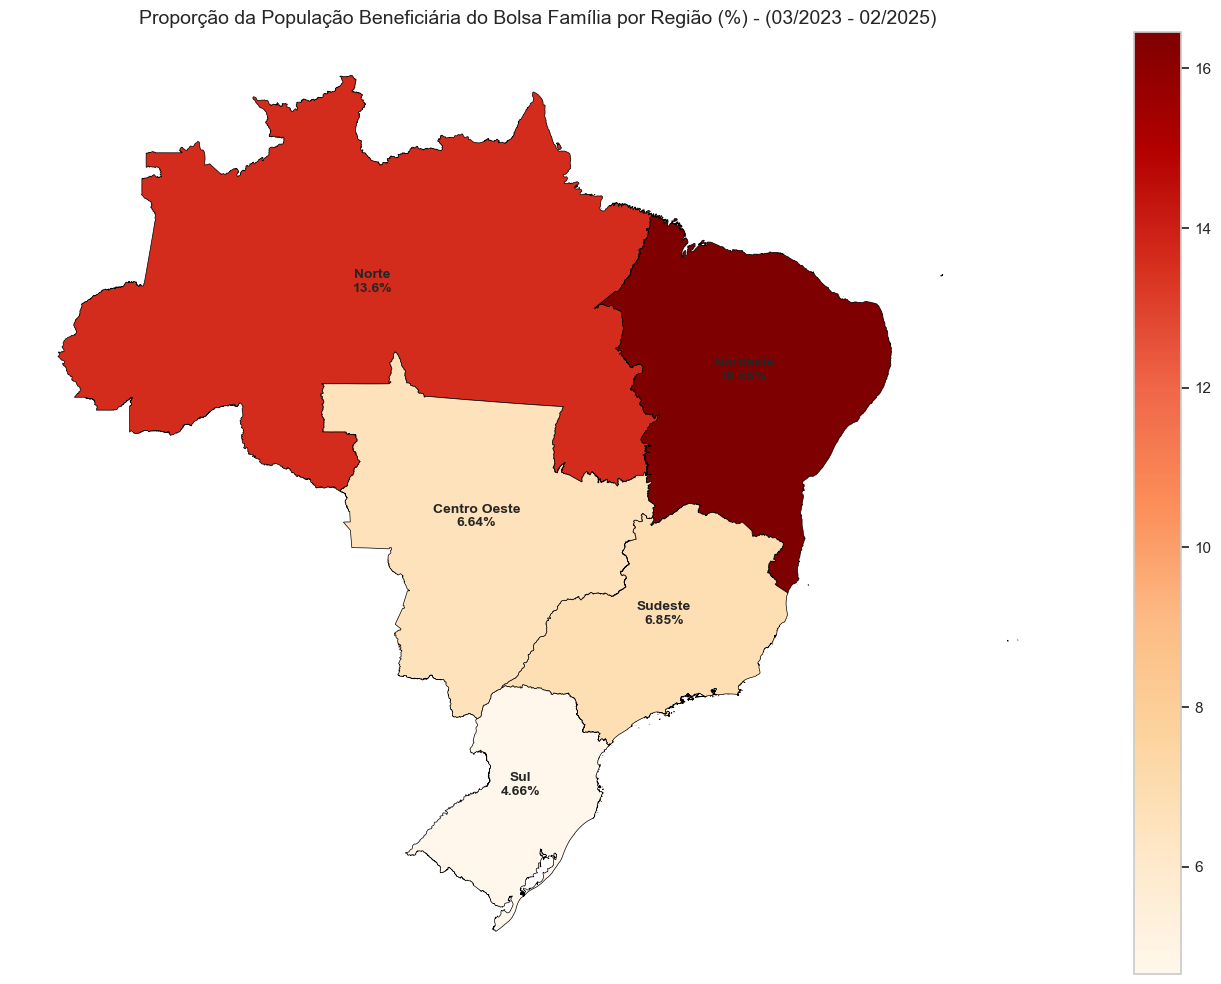 Proporção da População Beneficiária do Bolsa Família por Região (%) - (03/2023 - 02/2025)
16
14
12
10
8
6
Norte
13.6%
Nordeste
Centro Oeste
6.64%
Sudeste
6.85%
Sul
4.66%